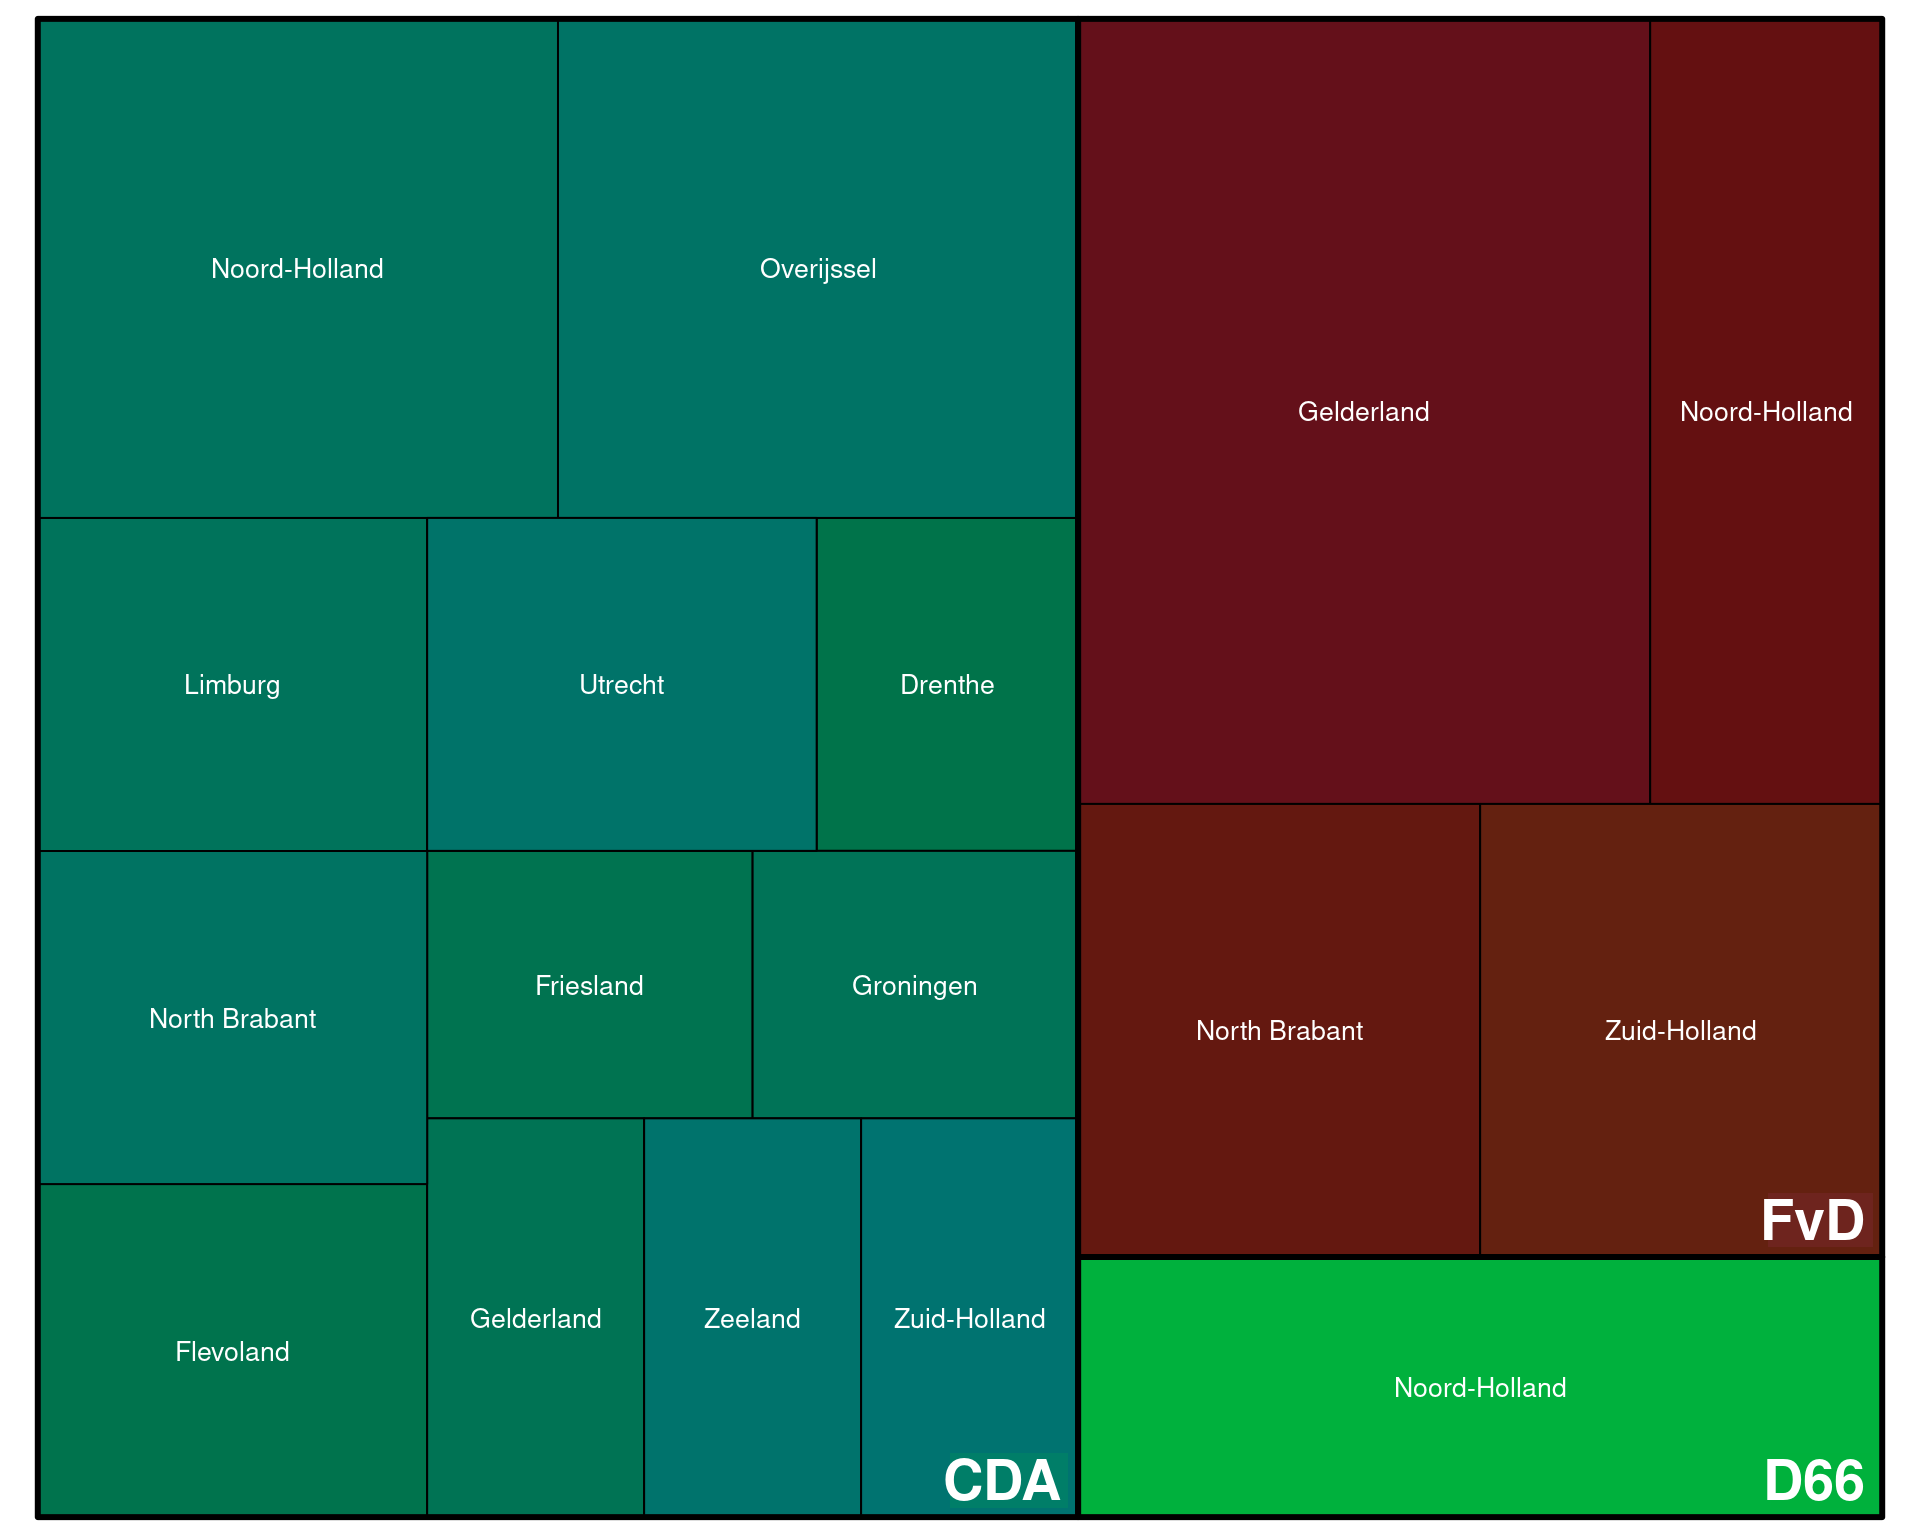 Noord-Holland
Overijssel
Gelderland
Noord-Holland
Limburg
Utrecht
Drenthe
North Brabant
Friesland
Groningen
North Brabant
Zuid-Holland
FvD
Flevoland
Gelderland
Zeeland
Zuid-Holland
CDA
Noord-Holland
D66